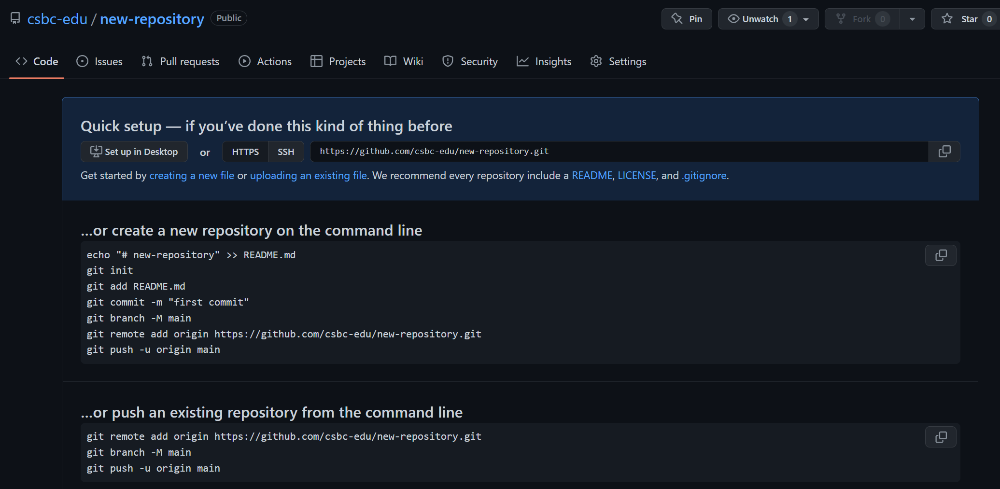 csbc-edu / new-repository Public
Pin
Unwatch 1
Fork 0
Star 0
Code
Issues
Pull requests
Actions
Projects
Wiki
Security
Insights
Settings
Quick setup — if you’ve done this kind of thing before
Set up in Desktop or HTTPS SSH https://github.com/csbc-edu/new-repository.git
Get started by creating a new file or uploading an existing file. We recommend every repository include a README, LICENSE, and .gitignore.
…or create a new repository on the command line
echo "# new-repository" >> README.md
git init
git add README.md
git commit -m "first commit"
git branch -M main
git remote add origin https://github.com/csbc-edu/new-repository.git
git push -u origin main
…or push an existing repository from the command line
git remote add origin https://github.com/csbc-edu/new-repository.git
git branch -M main
git push -u origin main